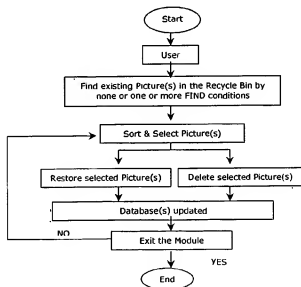 Start
User
Find existing Picture(s) in the Recycle Bin by
none or one or more FIND conditions
Sort & Select Picture(s)
Restore selected Picture(s)
Delete selected Picture(s)
Database(s) updated
NO
Exit the Module
YES
End